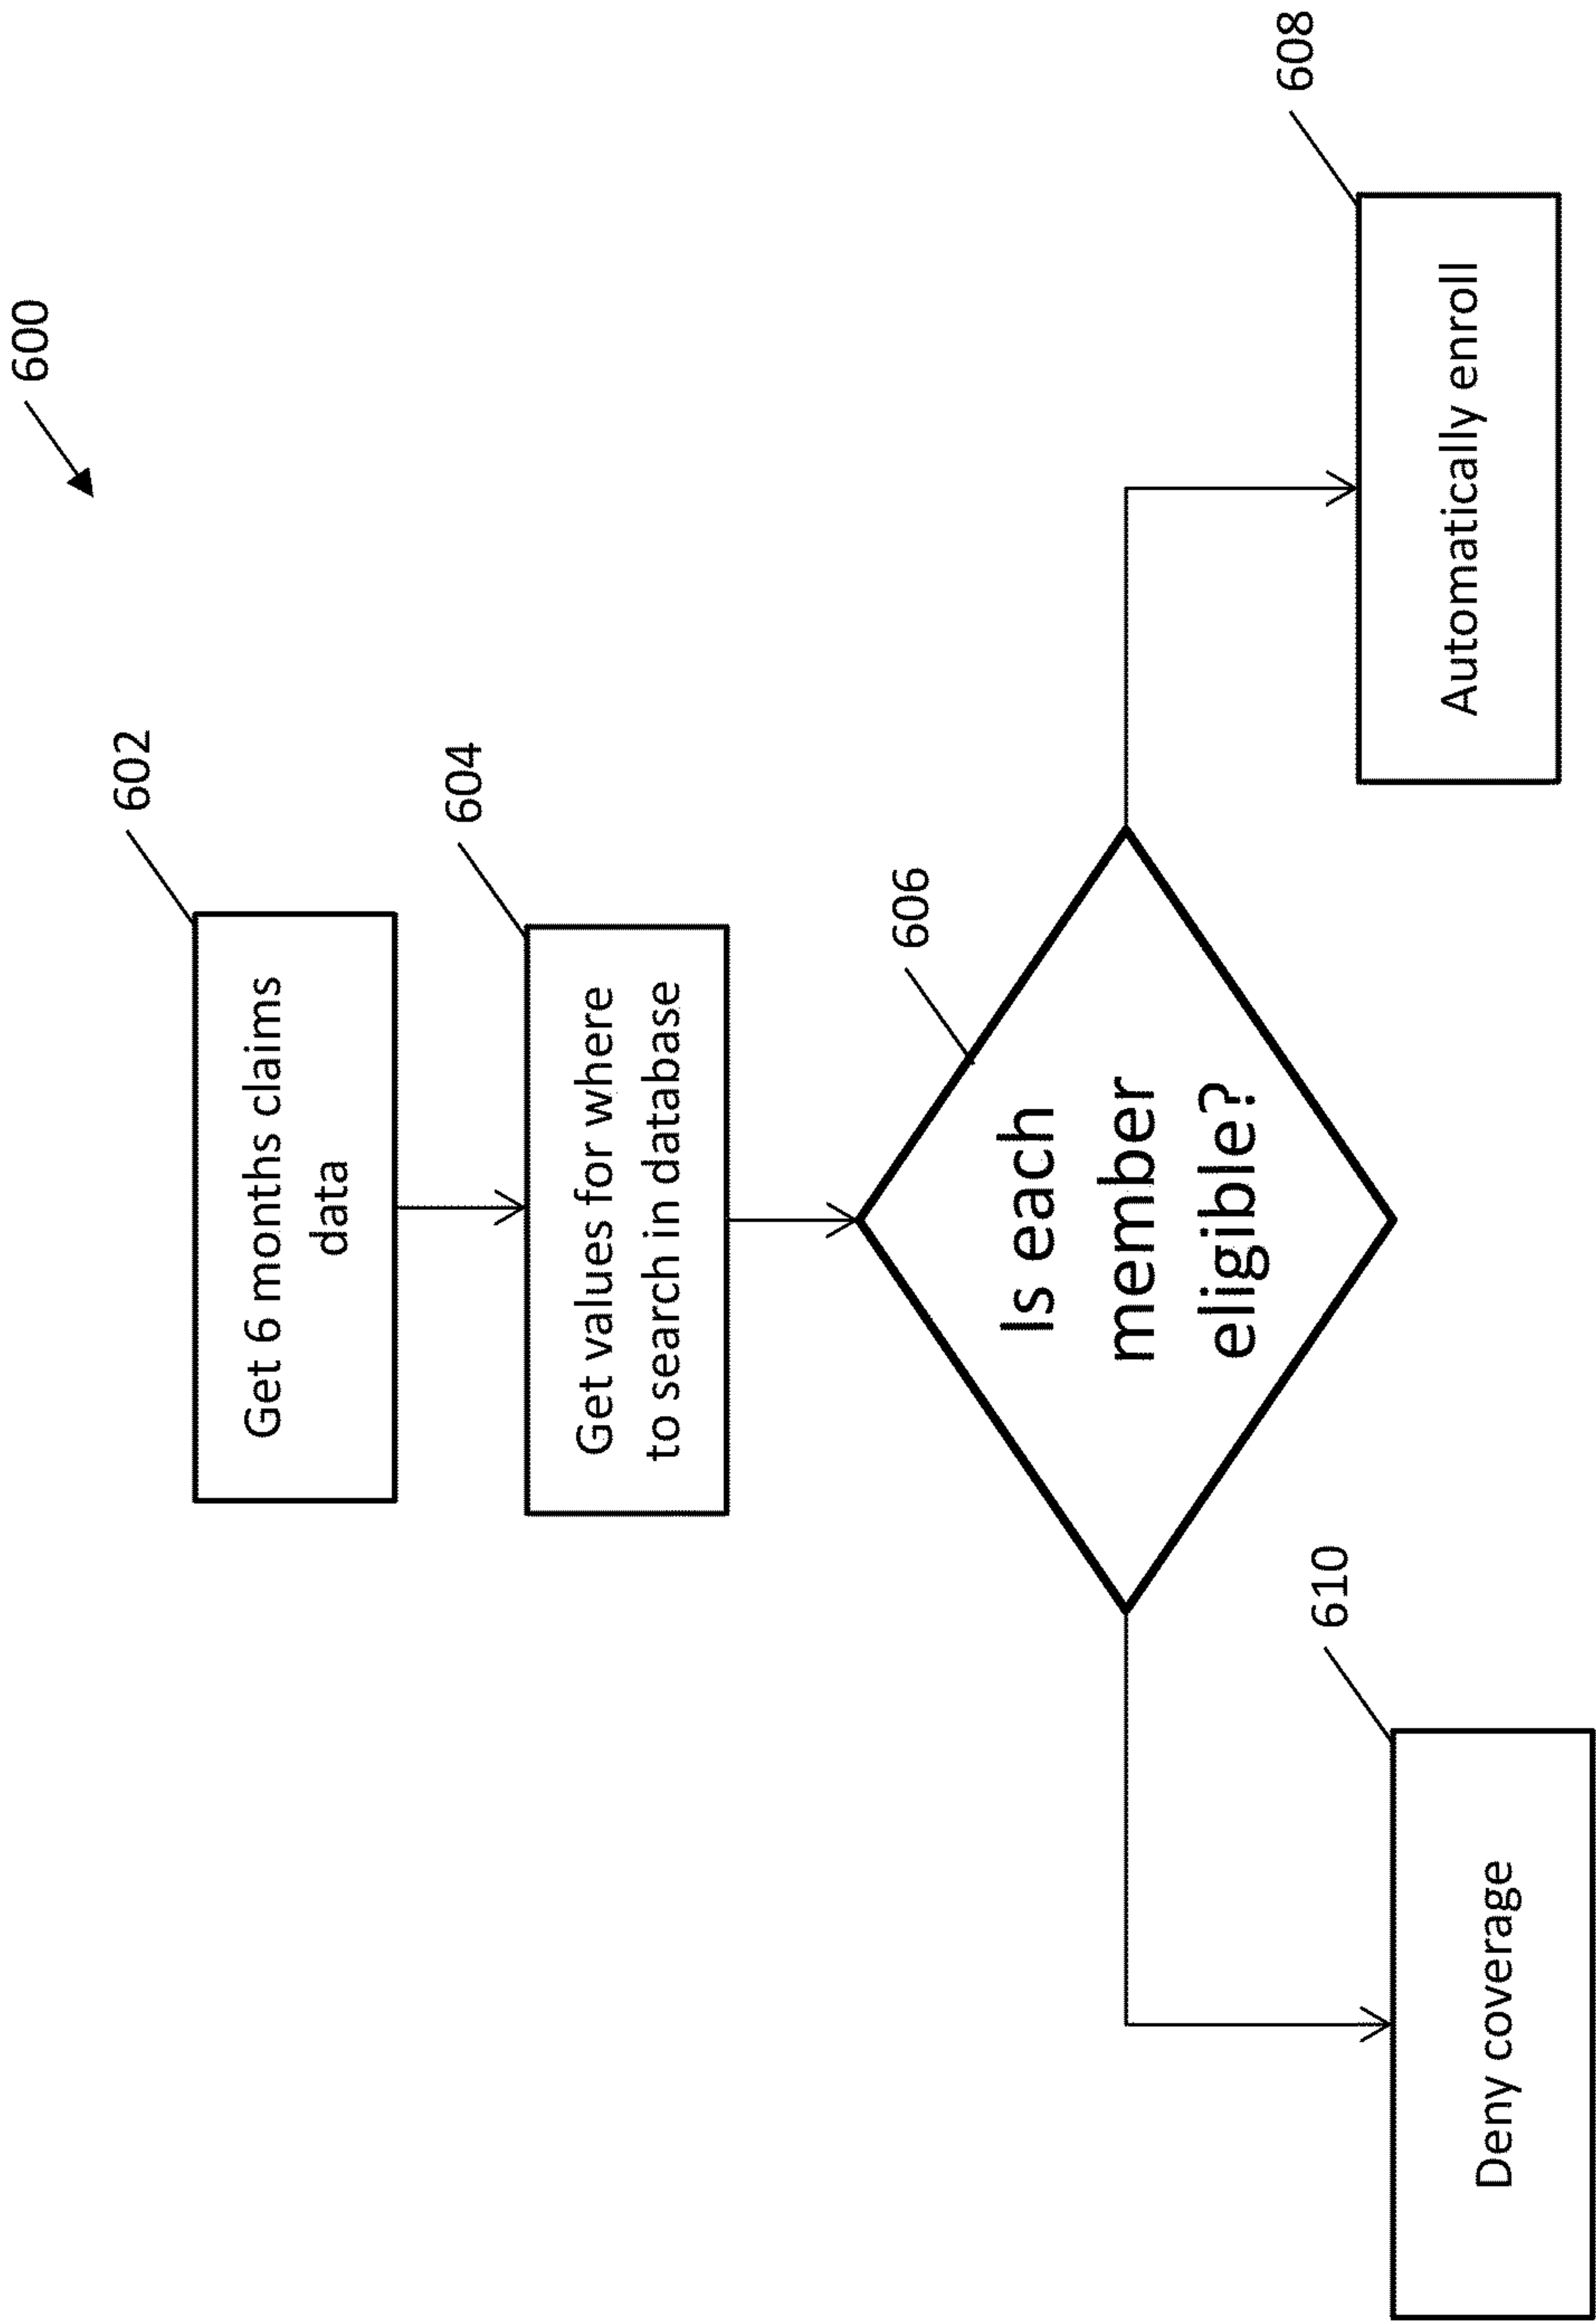 600
602
Get 6 months claims
data
604
Get values for where
to search in database
606
Is each
member
eligible?
608
Automatically enroll
610
Deny coverage